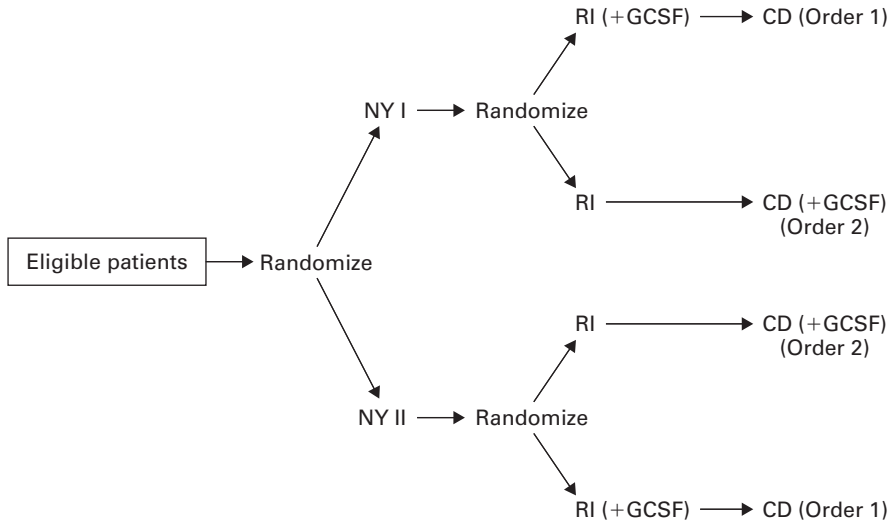 RI (+GCSF)
CD (Order 1)
NY I
Randomize
RI
CD (+GCSF)
(Order 2)
Eligible patients
Randomize
RI
CD (+GCSF)
(Order 2)
NY II
Randomize
RI (+GCSF)
CD (Order 1)